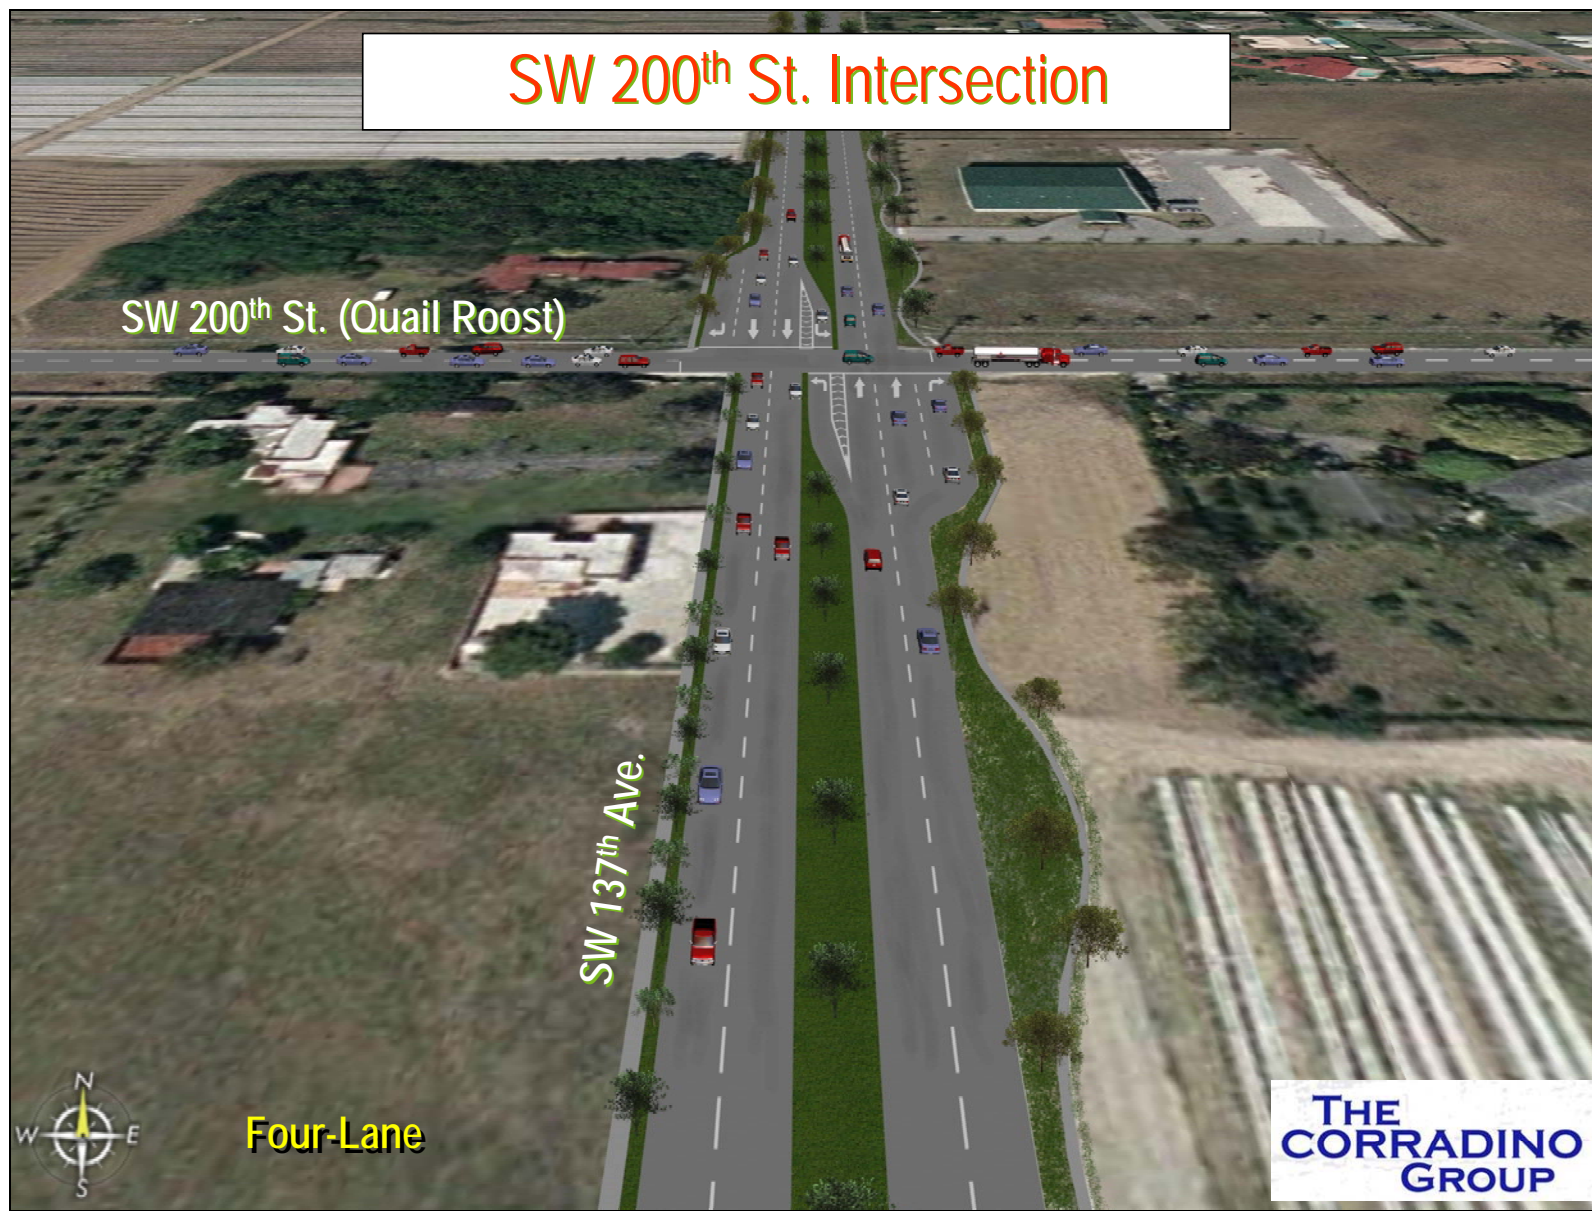 SW 200th St. Intersection
SW 200th St. (Quail Roost)
SW 137th Ave.
N
W E
S
Four-Lane
THE
CORRADINO
GROUP